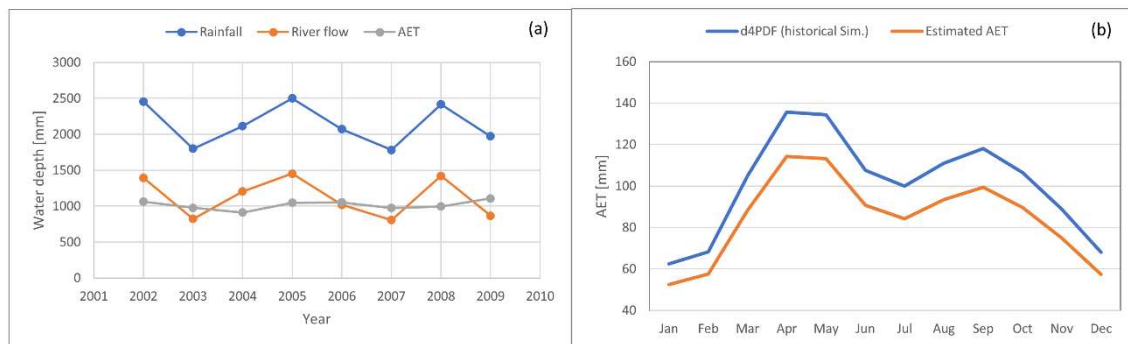 Rainfall River flow AET (a)
3000
2500
2000
1500
1000
500
0
Water depth [mm]
2001 2002 2003 2004 2005 2006 2007 2008 2009 2010
Year
d4PDF (historical Sim.) Estimated AET (b)
160
140
120
100
80
60
40
AET [mm]
Jan Feb Mar Apr May Jun Jul Aug Sep Oct Nov Dec